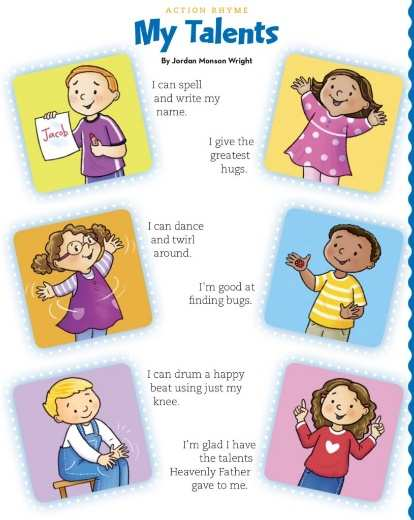 ACTION RHYME
My Talents
By Jordan Monson Wright
I can spell
and write my
name.
Jacob
I give the
greatest
hugs.
I can dance
and twirl
around.
I'm good at
finding bugs.
I can drum a happy
beat using just my
knee.
I'm glad I have
the talents
Heavenly Father
gave to me.